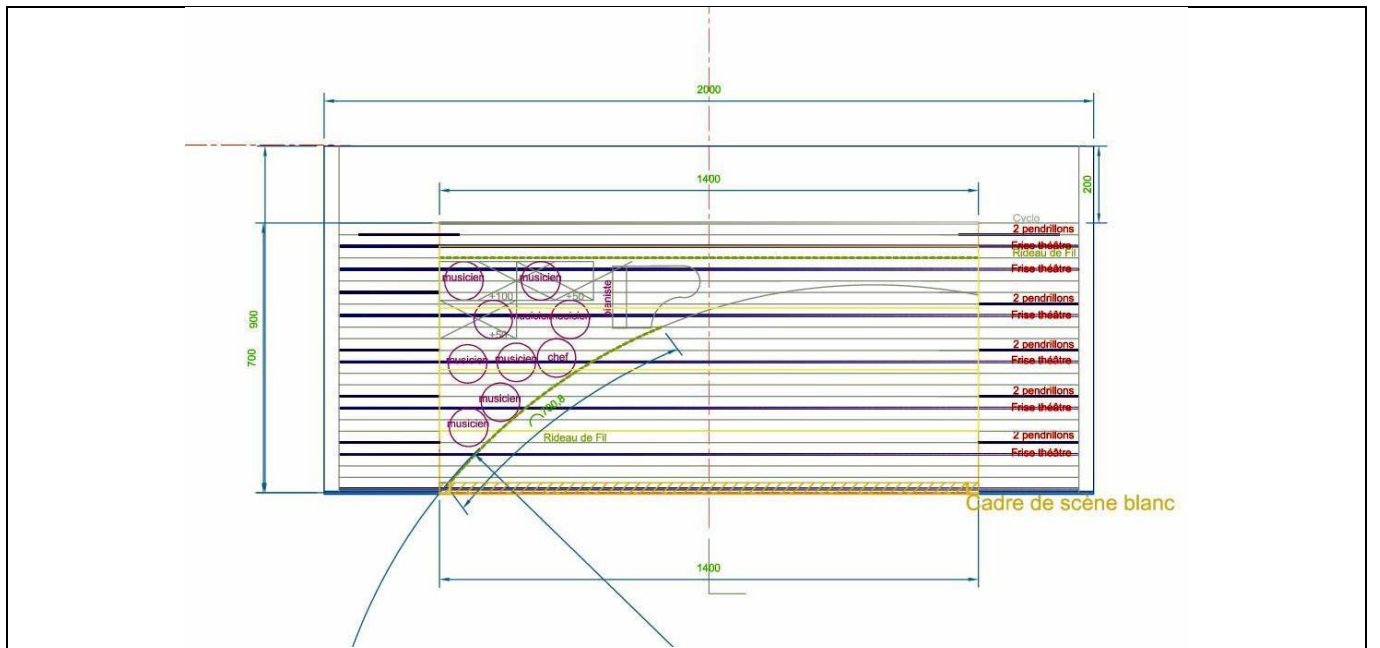 2000
1400
200
Cyclo
2 pendrillons
Frise théâtre
Rideau de Fil
Frise théâtre
musicien
musicien
pianiste
+100
+50
2 pendrillons
900
musicien
musicien
Frise théâtre
+50
700
2 pendrillons
musicien
musicien
chef
Frise théâtre
2 pendrillons
musicien
790,8
Frise théâtre
musicien
Rideau de Fil
2 pendrillons
Frise théâtre
Cadre de scène blanc
1400